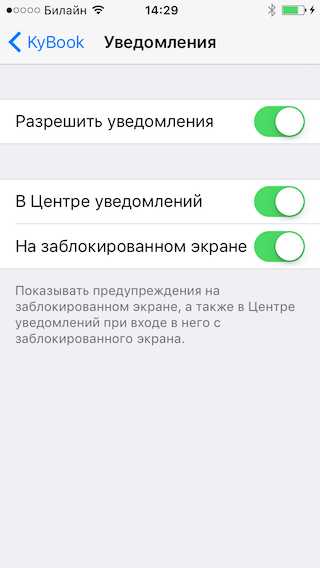 Билайн 14:29
KyBook Уведомления
Разрешить уведомления
В Центре уведомлений
На заблокированном экране
Показывать предупреждения на
заблокированном экране, а также в Центре
уведомлений при входе в него с
заблокированного экрана.